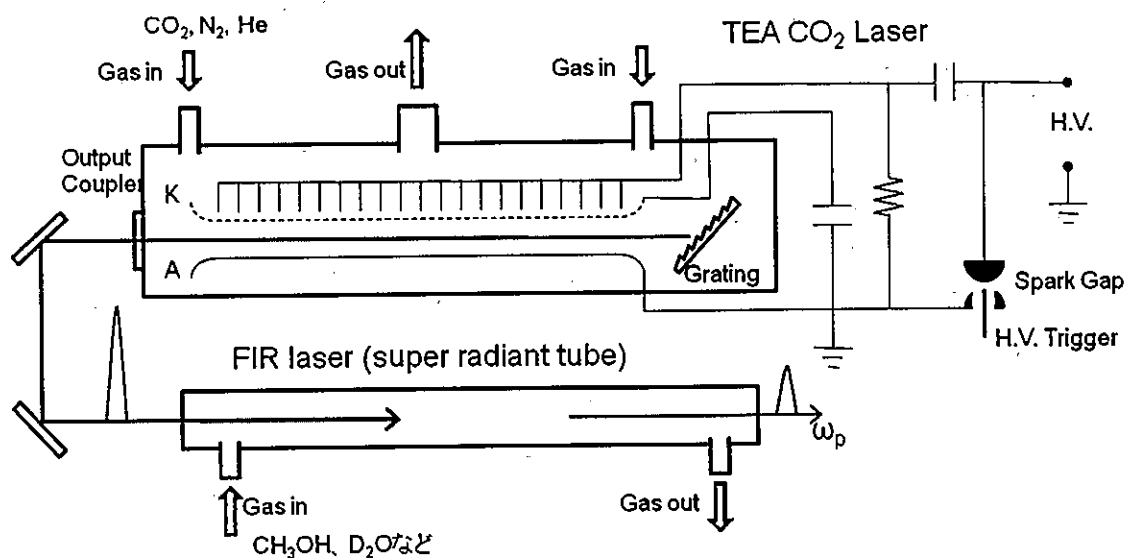 CO₂, N₂, He
TEA CO₂ Laser
Gas in
Gas out
Gas in
H.V.
Output
Coupler
K
A
Grating
Spark Gap
H.V. Trigger
FIR laser (super radiant tube)
ωₚ
Gas in
Gas out
CH₃OH、D₂Oなど